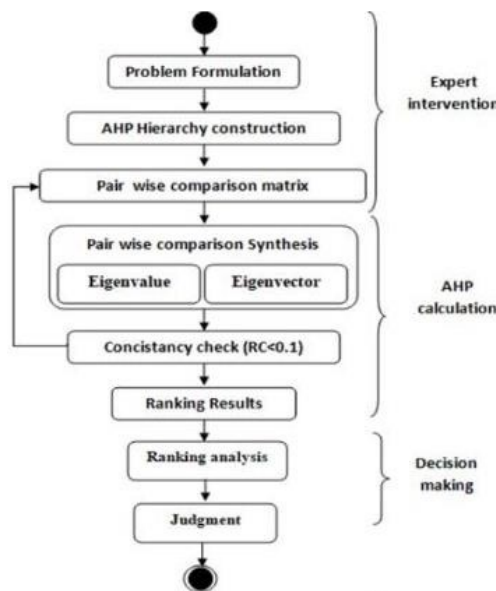 Problem Formulation
Expert
intervention
AHP Hierarchy construction
Pair wise comparison matrix
Pair wise comparison Synthesis
Eigenvalue
Eigenvector
AHP
calculation
Concistancy check (RC<0.1)
Ranking Results
Ranking analysis
Decision
making
Judgment